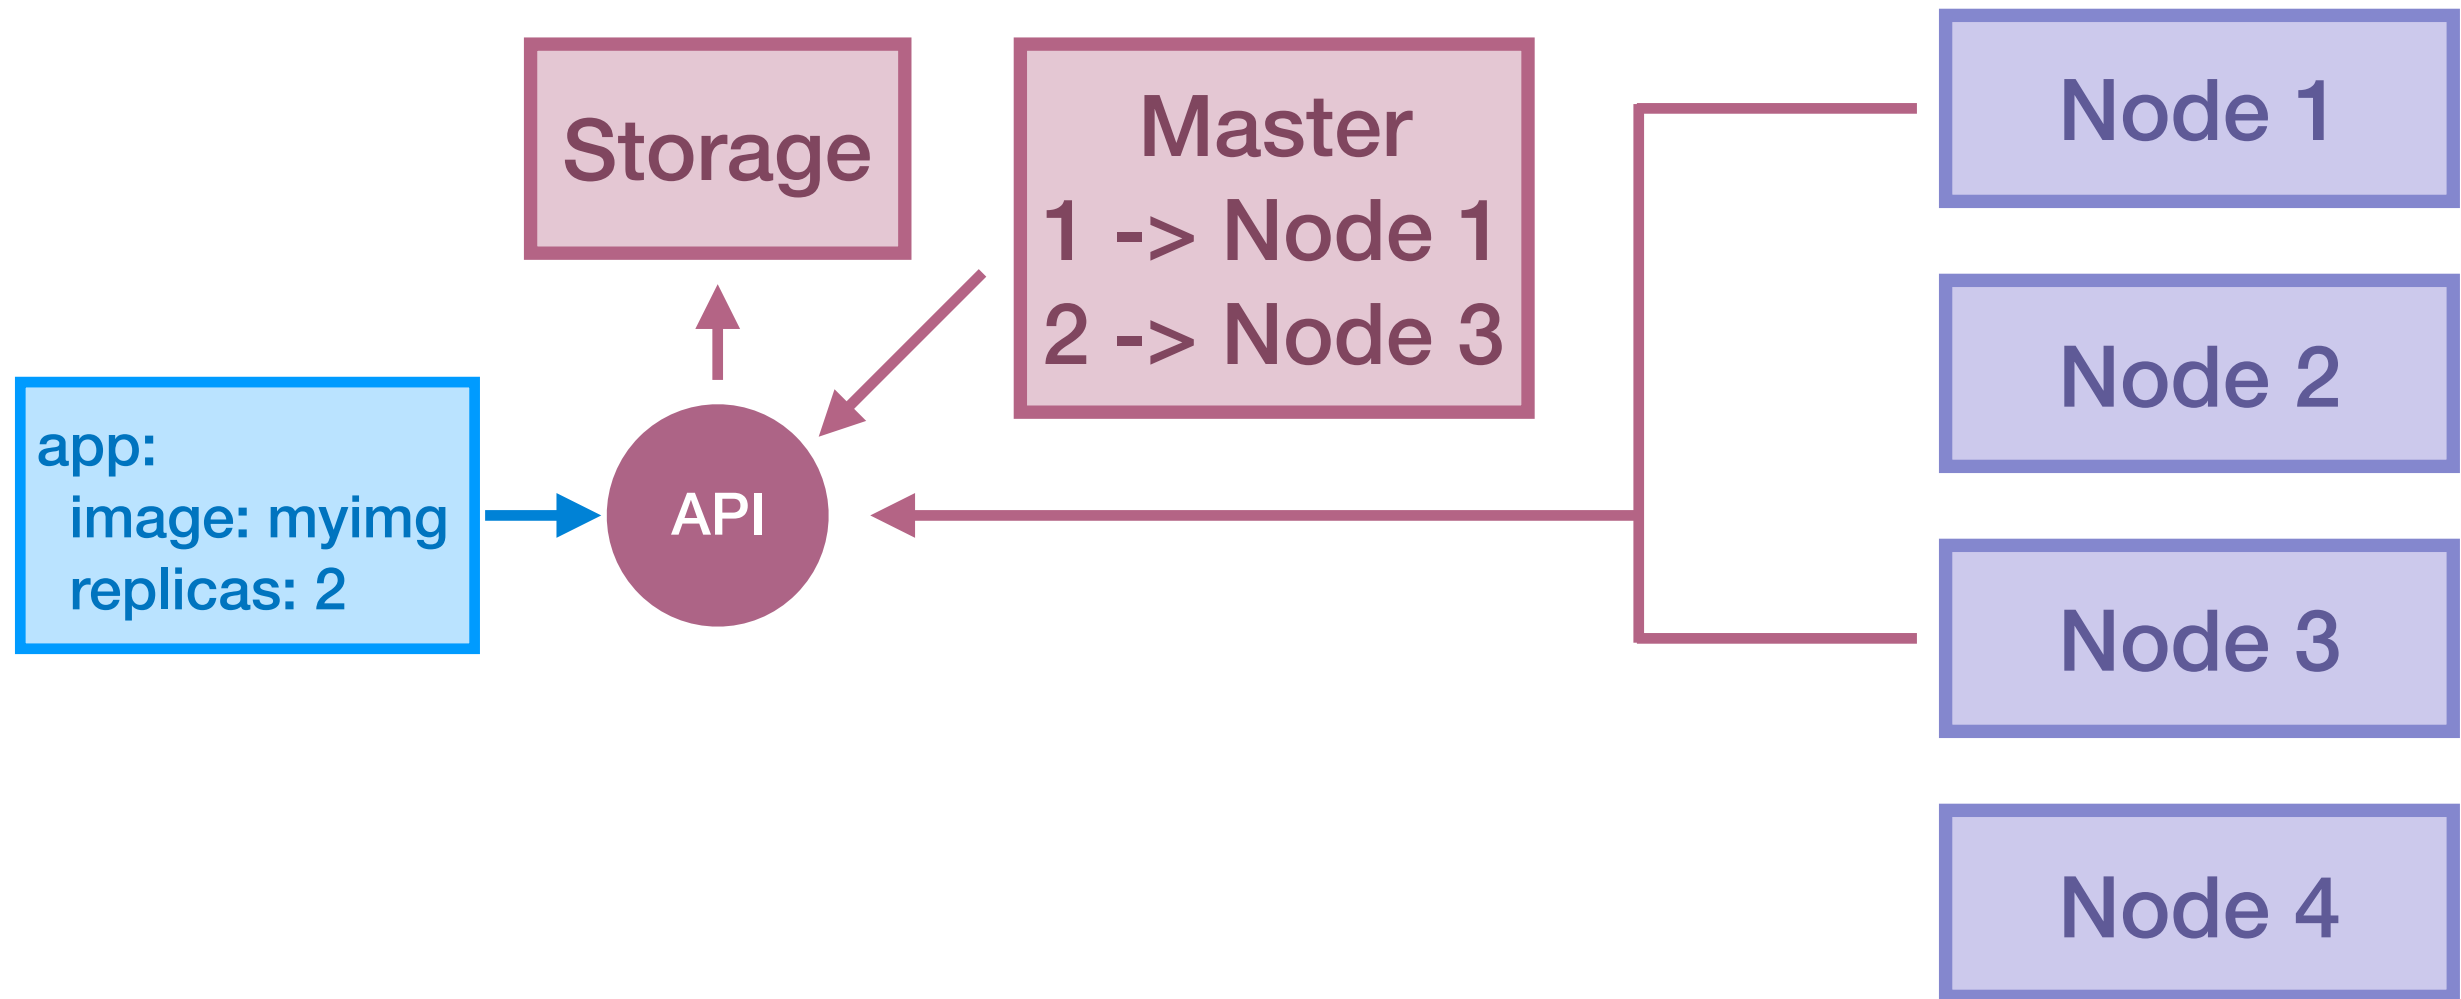 Storage
Master
1 -> Node 1
2 -> Node 3
app:
image: myimg
replicas: 2
API
Node 1
Node 2
Node 3
Node 4